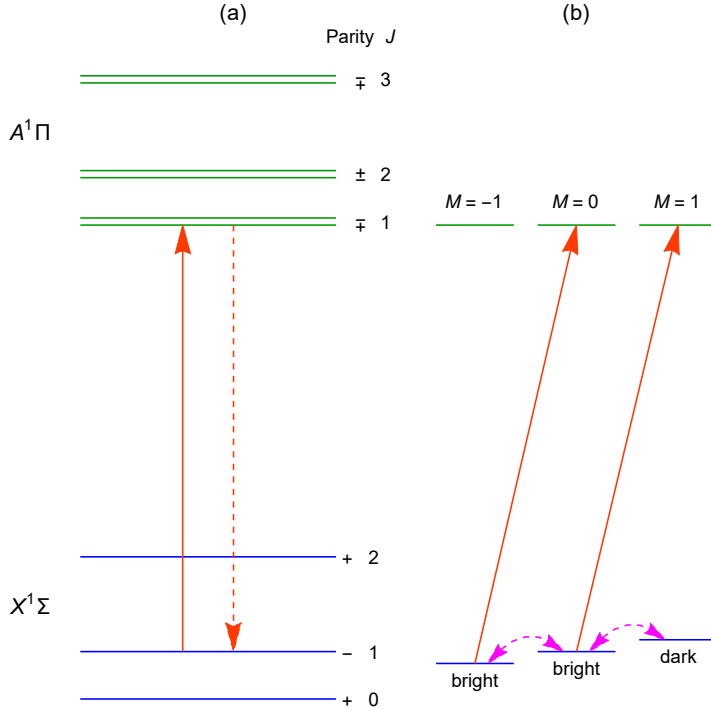 (a)
(b)
Parity J
∓ 3
A¹Π
± 2
M = −1
M = 0
M = 1
∓ 1
+ 2
X¹Σ
− 1
bright
bright
dark
+ 0